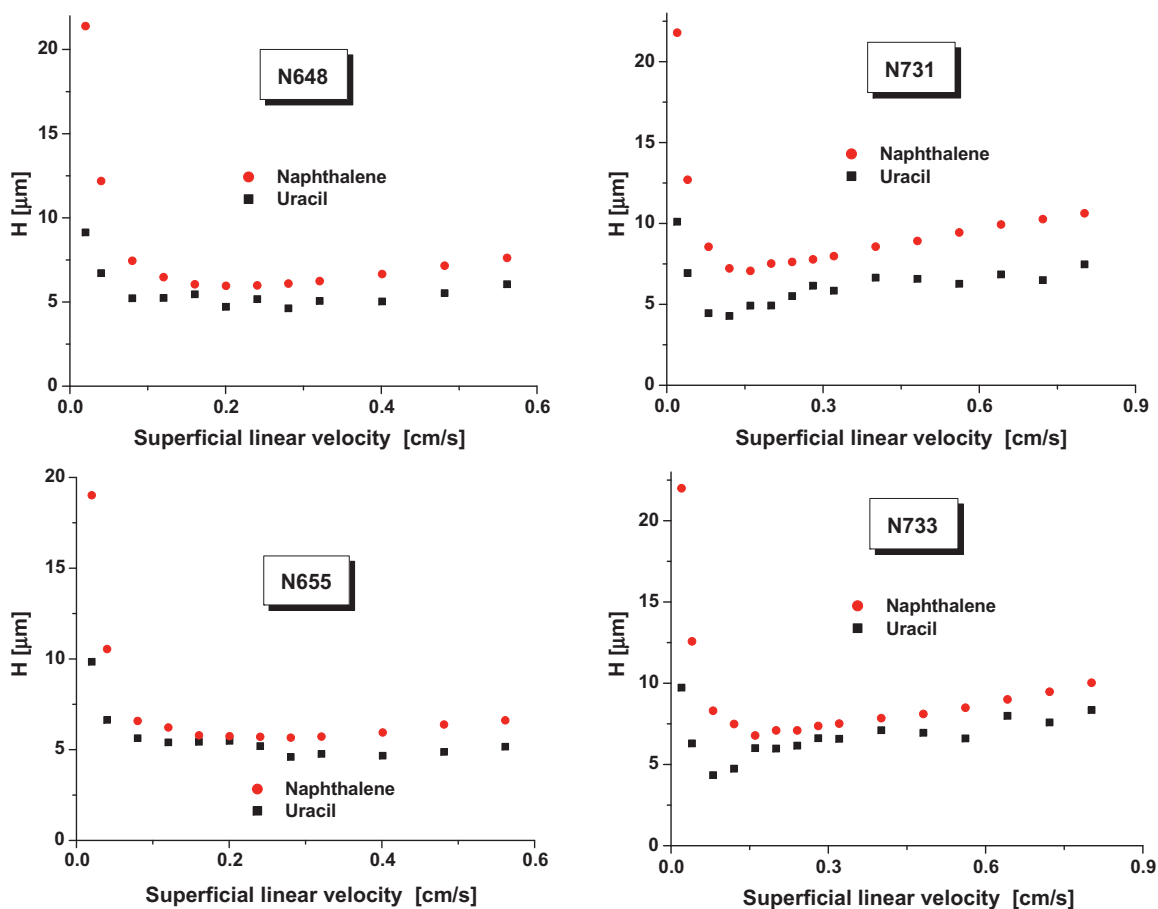 N648
Naphthalene
Uracil
H [μm]
20
15
10
5
0
0.0 0.2 0.4 0.6
Superficial linear velocity [cm/s]
N731
Naphthalene
Uracil
H [μm]
20
15
10
5
0
0.0 0.3 0.6 0.9
Superficial linear velocity [cm/s]
N655
Naphthalene
Uracil
H [μm]
20
15
10
5
0
0.0 0.2 0.4 0.6
Superficial linear velocity [cm/s]
N733
Naphthalene
Uracil
H [μm]
20
15
10
5
0
0.0 0.3 0.6 0.9
Superficial linear velocity [cm/s]